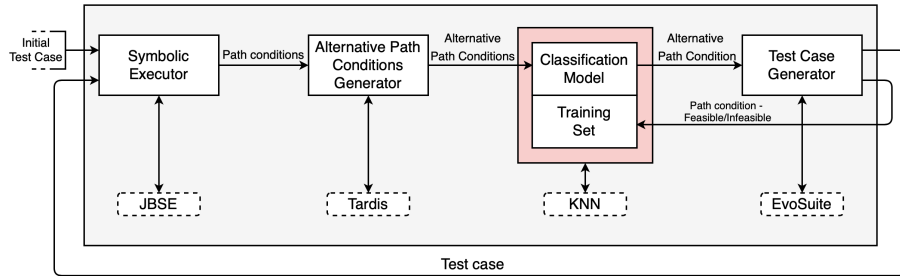 Initial
Test Case
Symbolic
Executor
Path conditions
Alternative Path
Conditions
Generator
Alternative
Path Conditions
Classification
Model
Training
Set
Alternative
Path Condition
Test Case
Generator
Path condition -
Feasible/Infeasible
JBSE
Tardis
KNN
EvoSuite
Test case